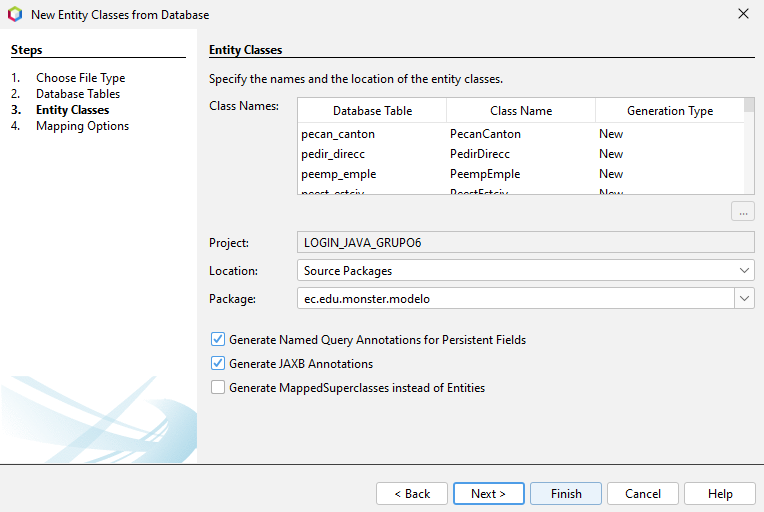 New Entity Classes from Database
Steps
1. Choose File Type
2. Database Tables
3. Entity Classes
4. Mapping Options
Entity Classes
Specify the names and the location of the entity classes.
Class Names:
Database Table Class Name Generation Type
pecan_canton PecanCanton New
pedir_direcc PedirDirecc New
peemp_emple PeempEmple New
peest_estciv PeestEstciv New
...
Project: LOGIN_JAVA_GRUPO6
Location: Source Packages
Package: ec.edu.monster.modelo
Generate Named Query Annotations for Persistent Fields
Generate JAXB Annotations
Generate MappedSuperclasses instead of Entities
< Back Next > Finish Cancel Help